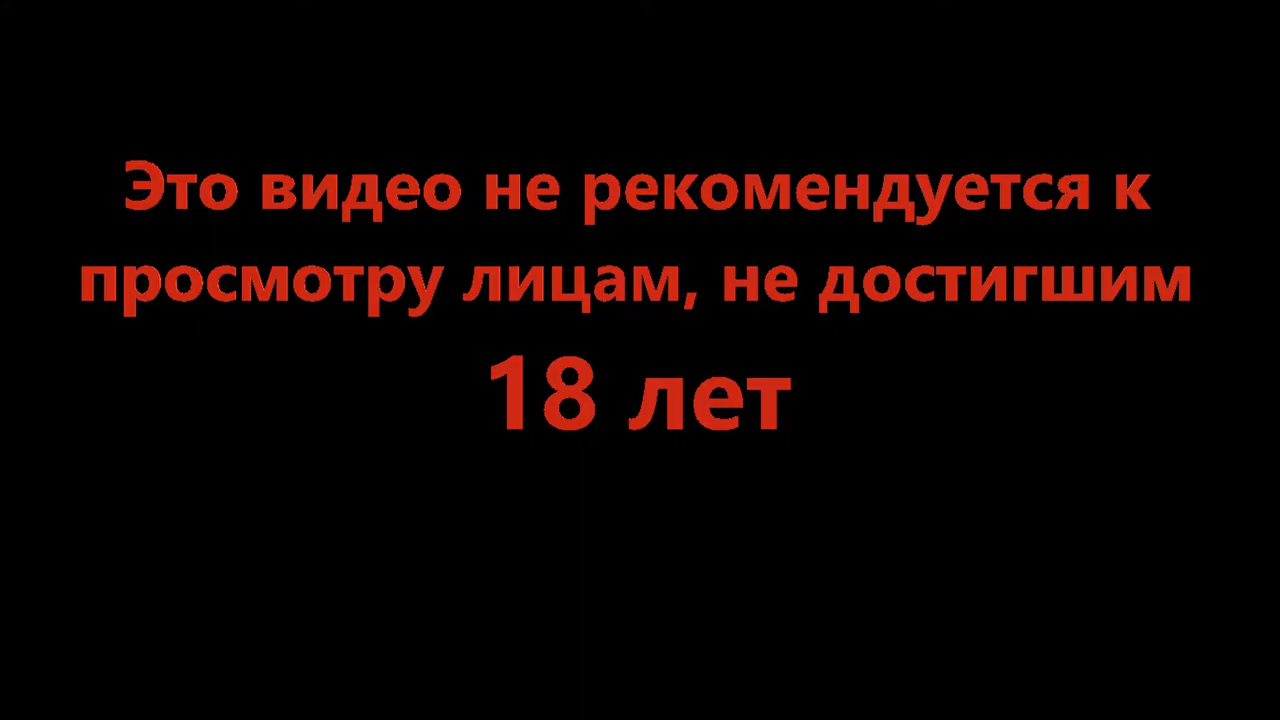 Это видео не рекомендуется к
просмотру лицам, не достигшим
18 лет